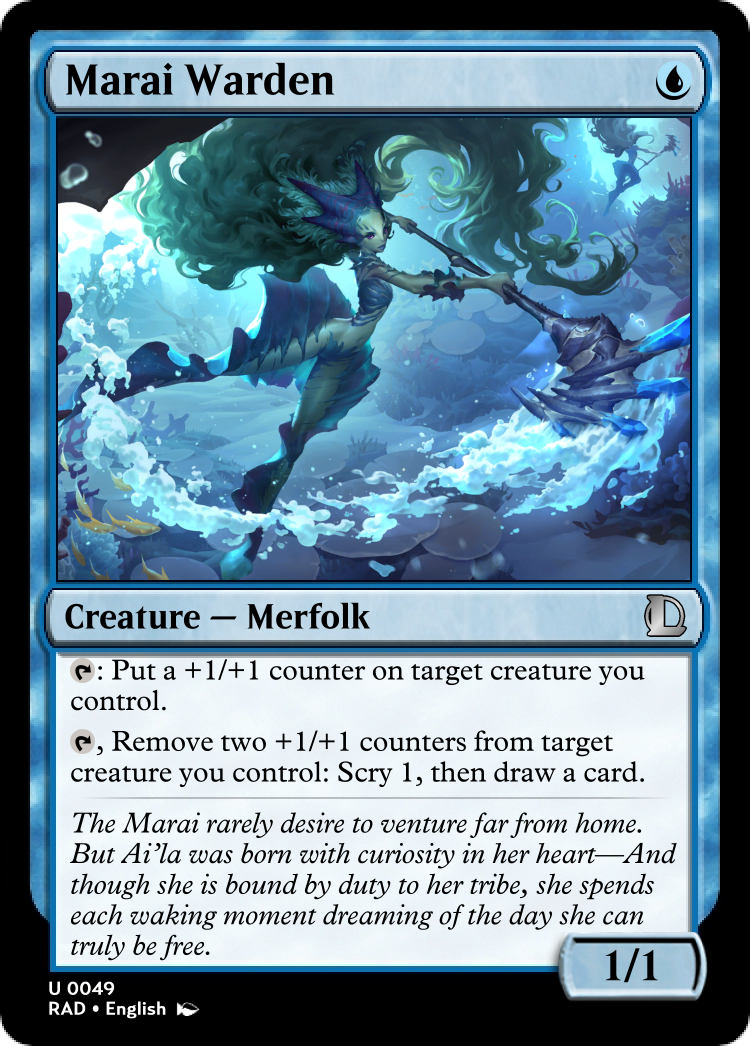 Marai Warden
Creature — Merfolk
: Put a +1/+1 counter on target creature you
control.
, Remove two +1/+1 counters from target
creature you control: Scry 1, then draw a card.
The Marai rarely desire to venture far from home.
But Ai’la was born with curiosity in her heart—And
though she is bound by duty to her tribe, she spends
each waking moment dreaming of the day she can
truly be free.
1/1
U 0049
RAD • English